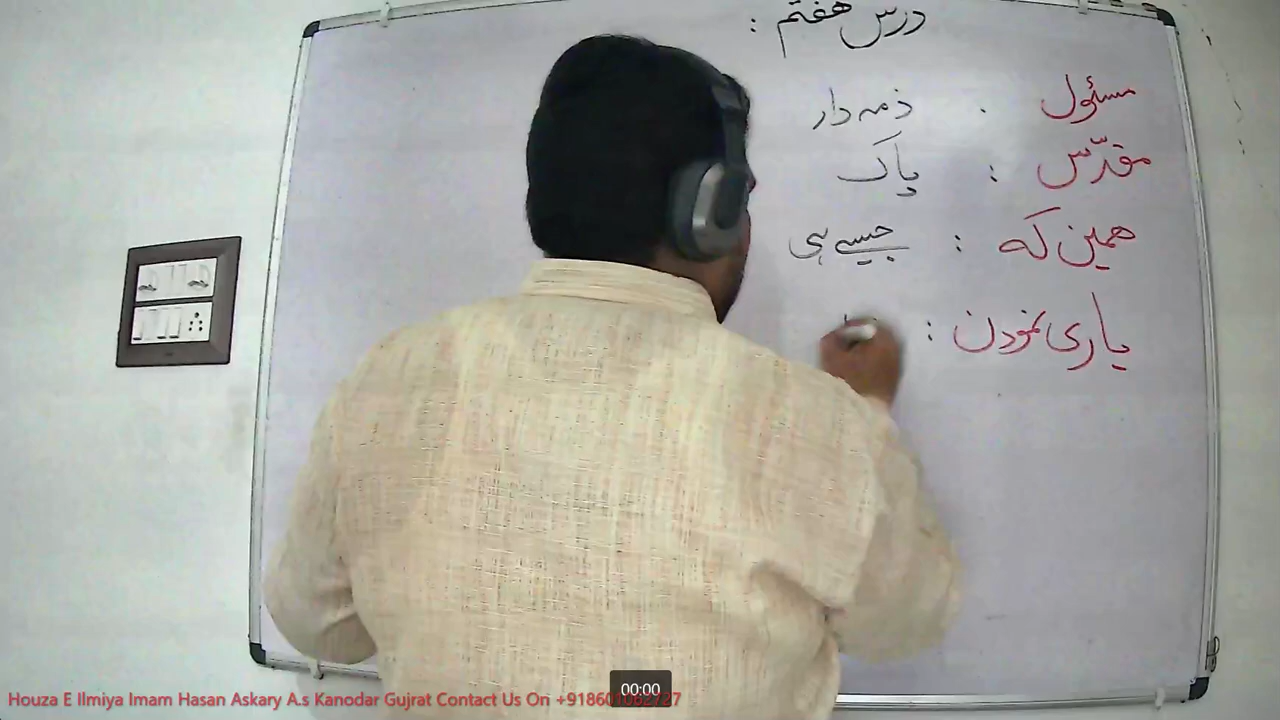 درس هفتم :
مسئول . ذمہ دار
مقدّس : پاک
همین که : جیسے ہی
یاری نمودن :
00:00
Houza E Ilmiya Imam Hasan Askary A.s Kanodar Gujrat Contact Us On